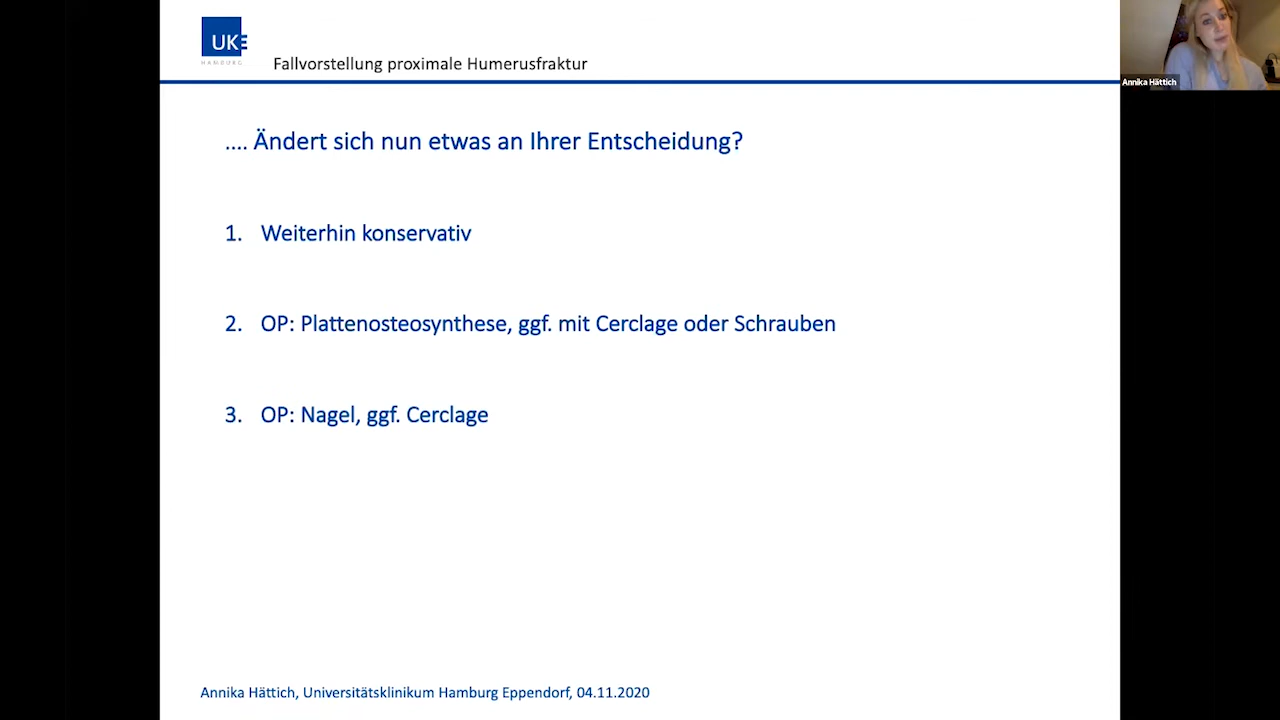 UKE
HAMBURG
Fallvorstellung proximale Humerusfraktur
Annika Hättich
.... Ändert sich nun etwas an Ihrer Entscheidung?
1. Weiterhin konservativ
2. OP: Plattenosteosynthese, ggf. mit Cerclage oder Schrauben
3. OP: Nagel, ggf. Cerclage
Annika Hättich, Universitätsklinikum Hamburg Eppendorf, 04.11.2020